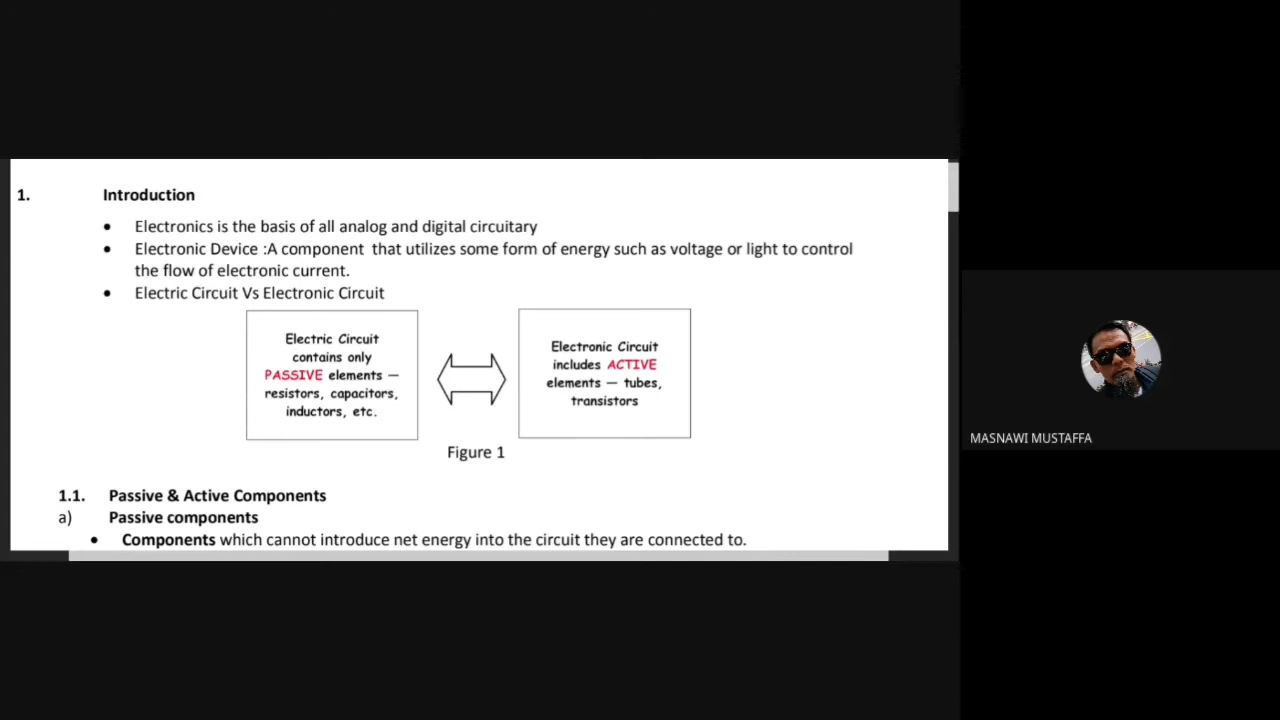 1. Introduction
• Electronics is the basis of all analog and digital circuitary
• Electronic Device :A component that utilizes some form of energy such as voltage or light to control
the flow of electronic current.
• Electric Circuit Vs Electronic Circuit
Electric Circuit
contains only
PASSIVE elements —
resistors, capacitors,
inductors, etc.
Electronic Circuit
includes ACTIVE
elements — tubes,
transistors
Figure 1
1.1. Passive & Active Components
a) Passive components
• Components which cannot introduce net energy into the circuit they are connected to.
MASNAWI MUSTAFFA